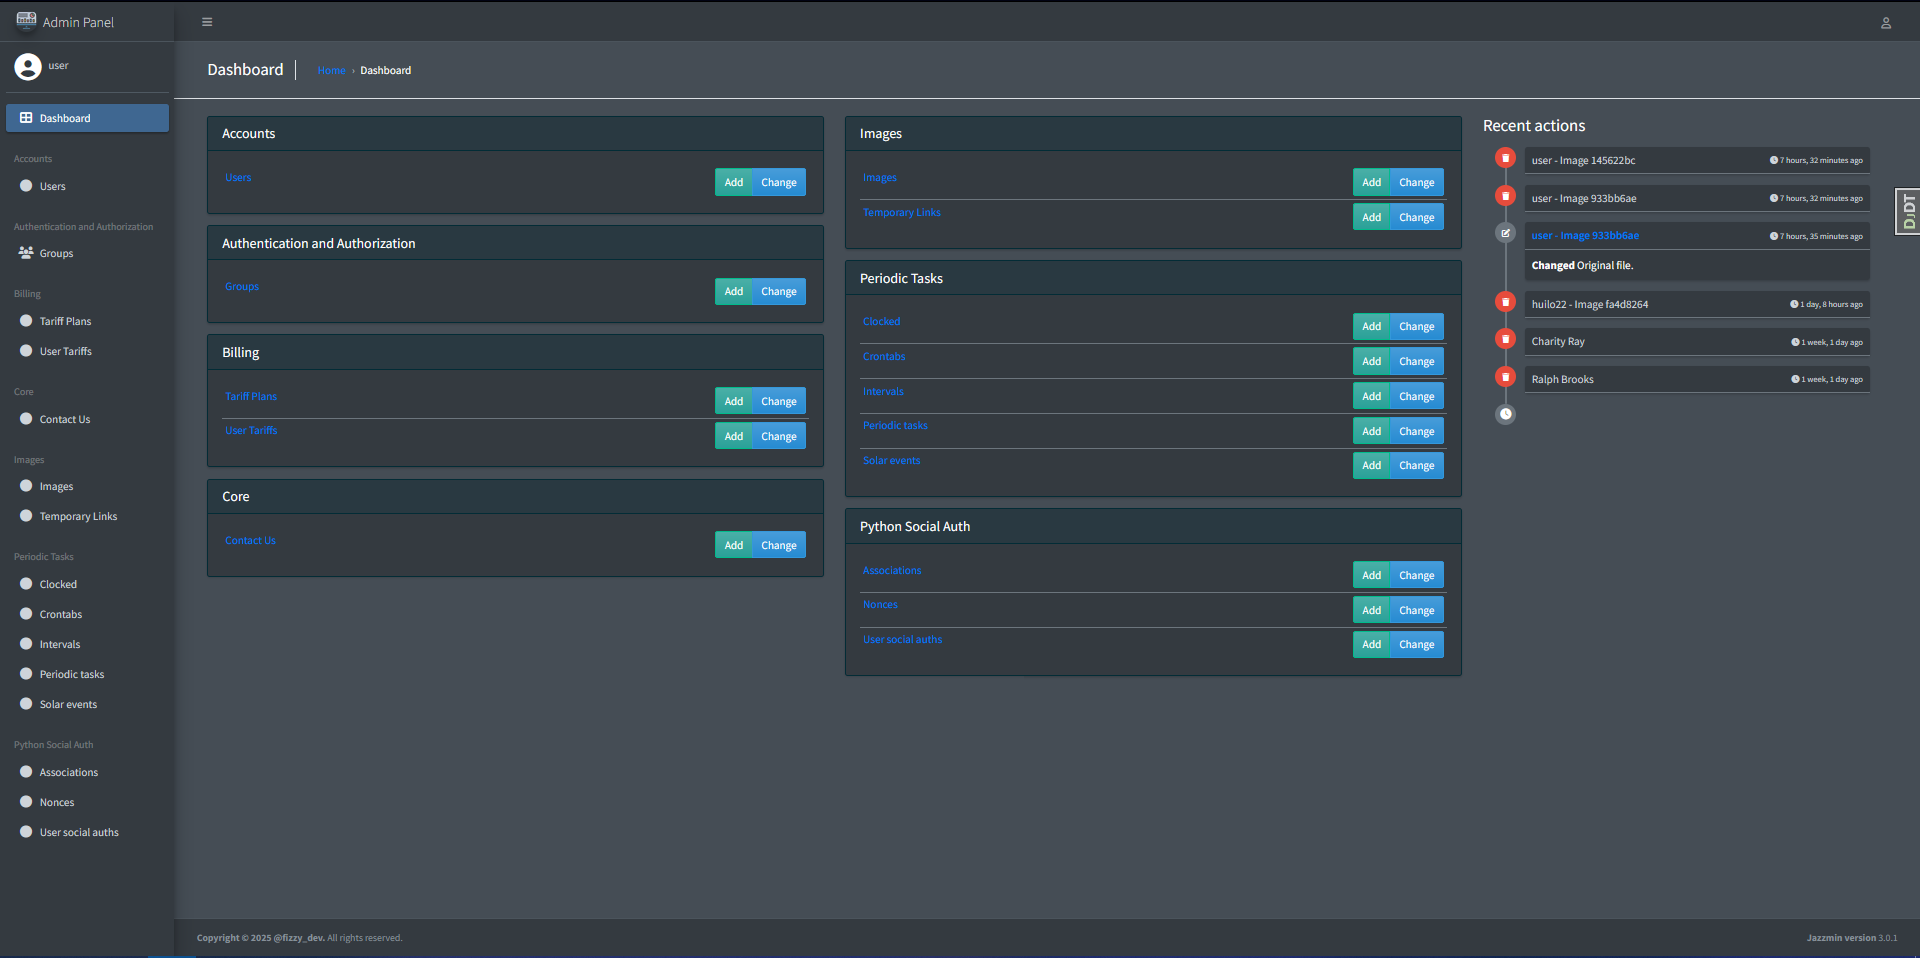 Admin Panel
user
Dashboard
Accounts
Users
Authentication and Authorization
Groups
Billing
Tariff Plans
User Tariffs
Core
Contact Us
Images
Images
Temporary Links
Periodic Tasks
Clocked
Crontabs
Intervals
Periodic tasks
Solar events
Python Social Auth
Associations
Nonces
User social auths
Dashboard
Home › Dashboard
Accounts
Users Add Change
Authentication and Authorization
Groups Add Change
Billing
Tariff Plans Add Change
User Tariffs Add Change
Core
Contact Us Add Change
Images
Images Add Change
Temporary Links Add Change
Periodic Tasks
Clocked Add Change
Crontabs Add Change
Intervals Add Change
Periodic tasks Add Change
Solar events Add Change
Python Social Auth
Associations Add Change
Nonces Add Change
User social auths Add Change
Recent actions
user - Image 145622bc 7 hours, 32 minutes ago
user - Image 933bb6ae 7 hours, 32 minutes ago
user - Image 933bb6ae 7 hours, 35 minutes ago
Changed Original file.
huilo22 - Image fa4d8264 1 day, 8 hours ago
Charity Ray 1 week, 1 day ago
Ralph Brooks 1 week, 1 day ago
DJDT
Copyright © 2025 @fizzy_dev. All rights reserved.
Jazzmin version 3.0.1